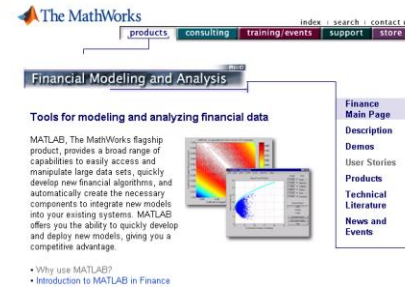 The MathWorks
index | search | contact u
products consulting training/events support store
Financial Modeling and Analysis
Tools for modeling and analyzing financial data
MATLAB, The MathWorks flagship
product, provides a broad range of
capabilities to easily access and
manipulate large data sets, quickly
develop new financial algorithms, and
automatically create the necessary
components to integrate new models
into your existing systems. MATLAB
offers you the ability to quickly develop
and deploy new models, giving you a
competitive advantage.
• Why use MATLAB?
• Introduction to MATLAB in Finance
Finance
Main Page
Description
Demos
User Stories
Products
Technical
Literature
News and
Events